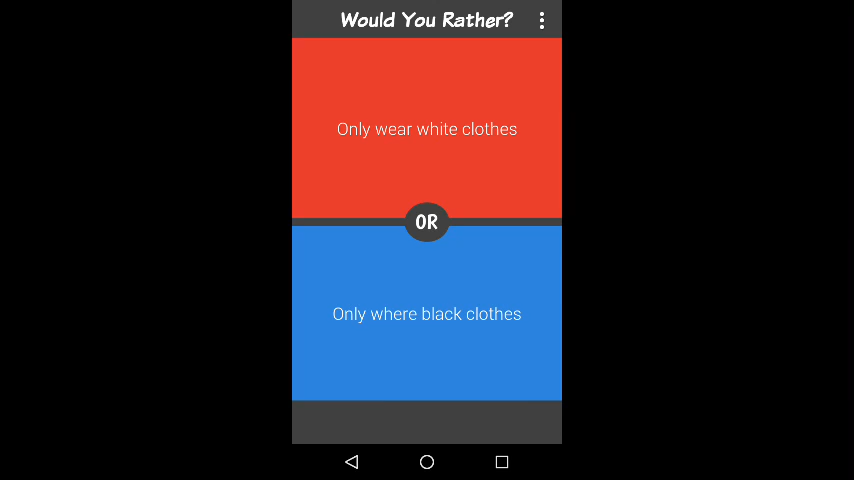 Would You Rather?
Only wear white clothes
OR
Only where black clothes